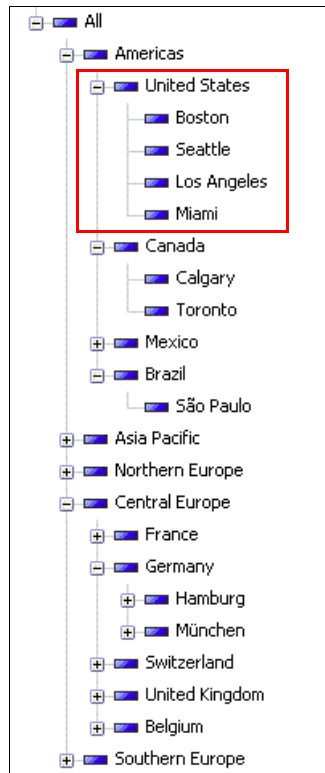 All
Americas
United States
Boston
Seattle
Los Angeles
Miami
Canada
Calgary
Toronto
Mexico
Brazil
São Paulo
Asia Pacific
Northern Europe
Central Europe
France
Germany
Hamburg
München
Switzerland
United Kingdom
Belgium
Southern Europe